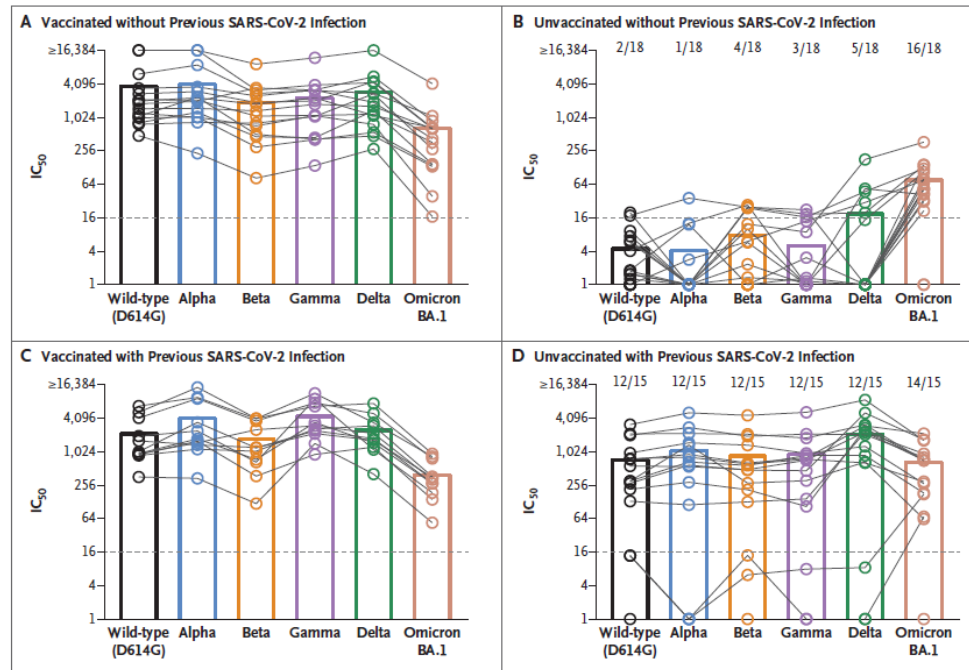 A Vaccinated without Previous SARS-CoV-2 Infection
≥16,384
4,096
1,024
256
64
16
4
1
IC50
Wild-type (D614G)
Alpha
Beta
Gamma
Delta
Omicron BA.1
B Unvaccinated without Previous SARS-CoV-2 Infection
2/18 1/18 4/18 3/18 5/18 16/18
≥16,384
4,096
1,024
256
64
16
4
1
IC50
Wild-type (D614G)
Alpha
Beta
Gamma
Delta
Omicron BA.1
C Vaccinated with Previous SARS-CoV-2 Infection
≥16,384
4,096
1,024
256
64
16
4
1
IC50
Wild-type (D614G)
Alpha
Beta
Gamma
Delta
Omicron BA.1
D Unvaccinated with Previous SARS-CoV-2 Infection
12/15 12/15 12/15 12/15 12/15 14/15
≥16,384
4,096
1,024
256
64
16
4
1
IC50
Wild-type (D614G)
Alpha
Beta
Gamma
Delta
Omicron BA.1